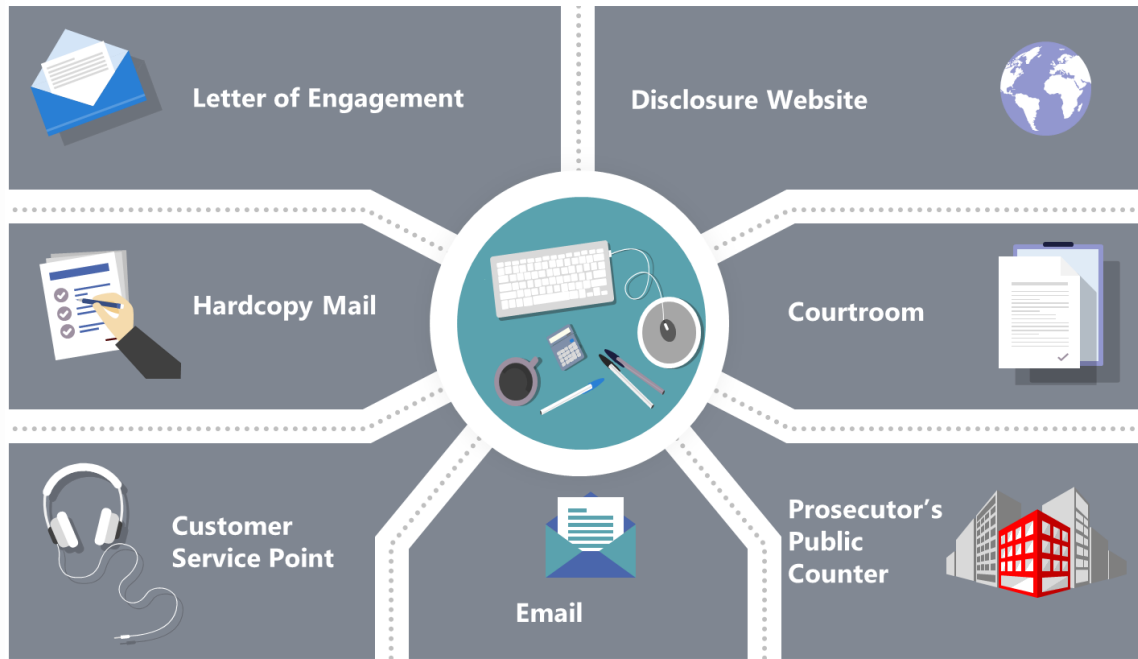 Letter of Engagement
Disclosure Website
Hardcopy Mail
Courtroom
Customer
Service Point
Email
Prosecutor’s
Public
Counter